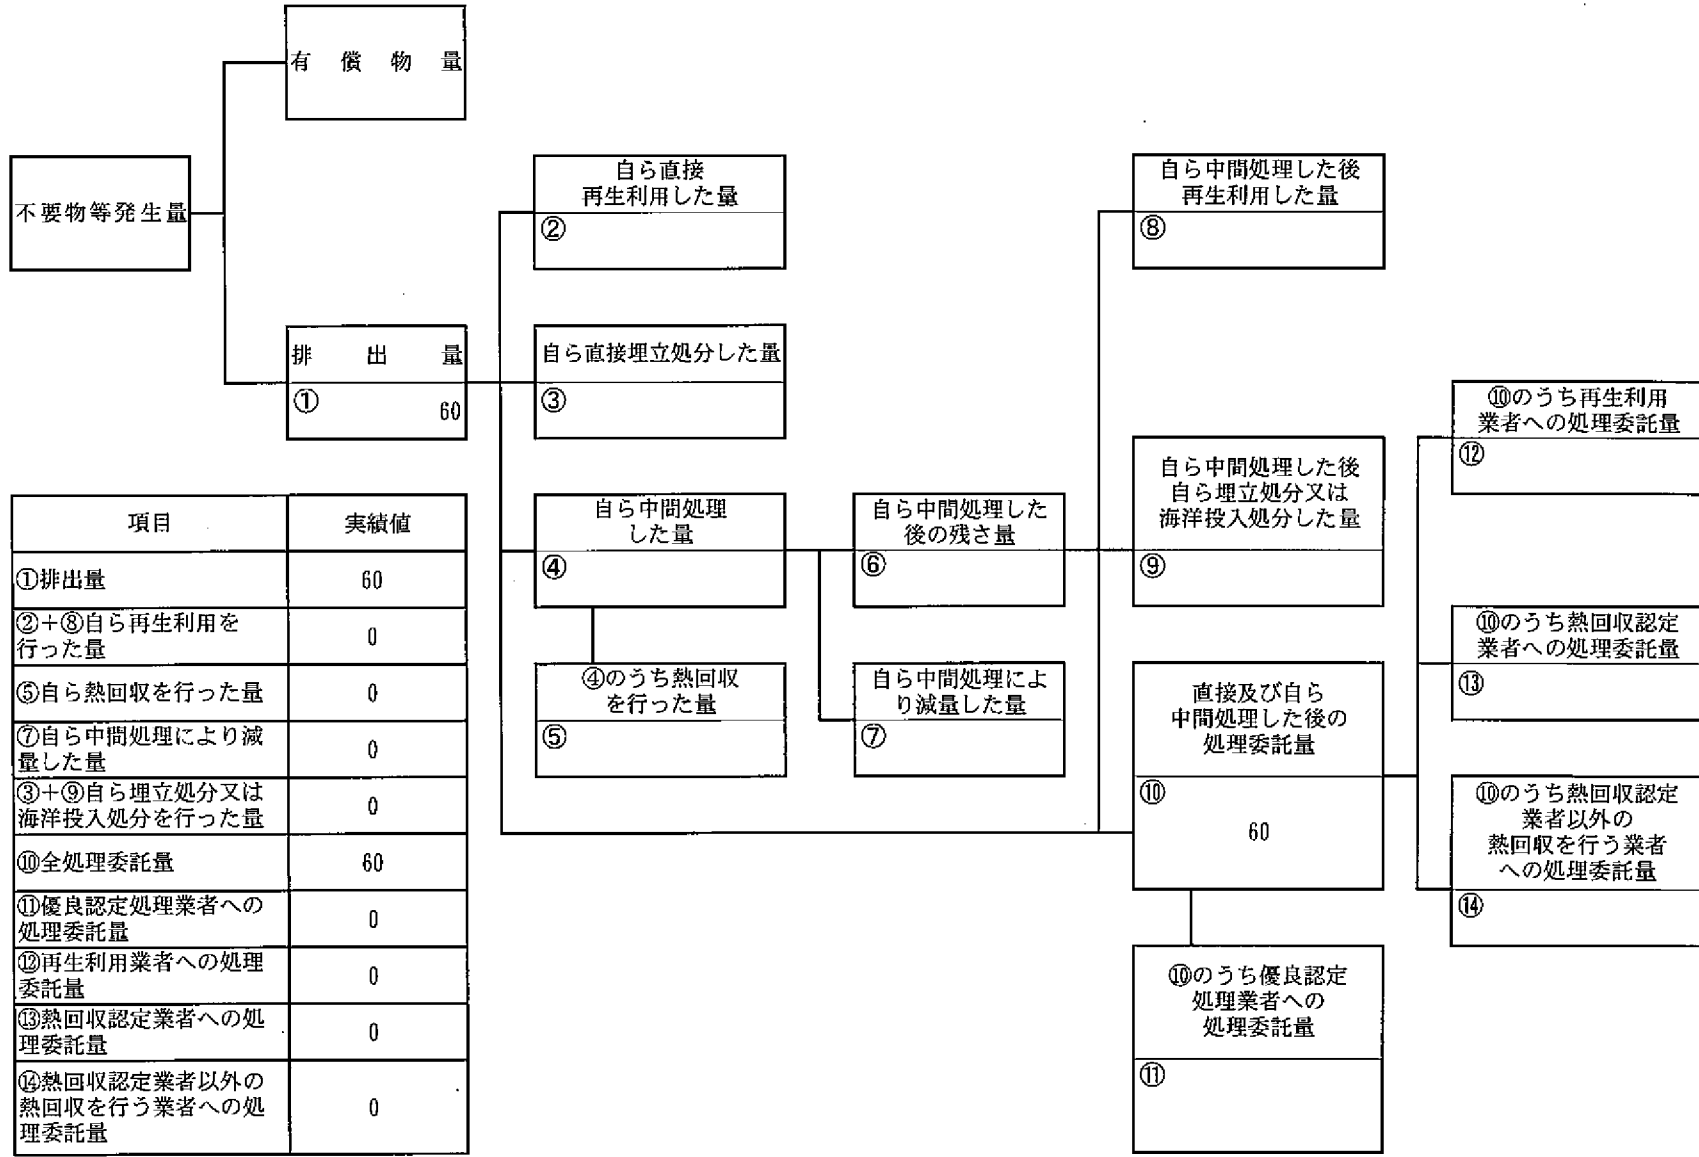 有償物量
不要物等発生量
排出量
①
60
自ら直接
再生利用した量
②
自ら直接埋立処分した量
③
自ら中間処理
した量
④
④のうち熱回収
を行った量
⑤
自ら中間処理した
後の残さ量
⑥
自ら中間処理によ
り減量した量
⑦
自ら中間処理した後
再生利用した量
⑧
自ら中間処理した後
自ら埋立処分又は
海洋投入処分した量
⑨
直接及び自ら
中間処理した後の
処理委託量
⑩
60
⑩のうち優良認定
処理業者への
処理委託量
⑪
⑩のうち再生利用
業者への処理委託量
⑫
⑩のうち熱回収認定
業者への処理委託量
⑬
⑩のうち熱回収認定
業者以外の
熱回収を行う業者
への処理委託量
⑭
項目 実績値
①排出量 60
②+⑧自ら再生利用を
行った量 0
⑤自ら熱回収を行った量 0
⑦自ら中間処理により減
量した量 0
③+⑨自ら埋立処分又は
海洋投入処分を行った量 0
⑩全処理委託量 60
⑪優良認定処理業者への
処理委託量 0
⑫再生利用業者への処理
委託量 0
⑬熱回収認定業者への処
理委託量 0
⑭熱回収認定業者以外の
熱回収を行う業者への処
理委託量 0